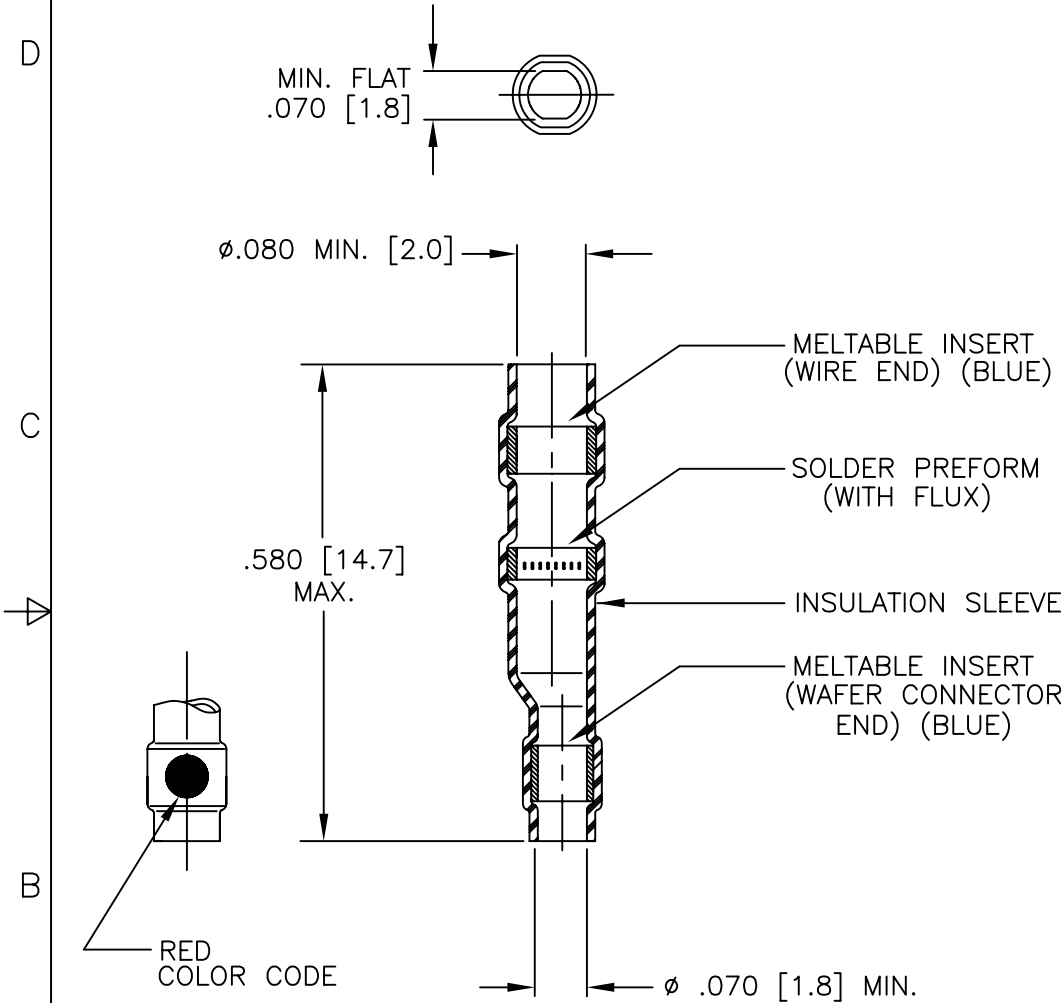 D
MIN. FLAT
.070 [1.8]
ø.080 MIN. [2.0]
MELTABLE INSERT
(WIRE END) (BLUE)
C
SOLDER PREFORM
(WITH FLUX)
.580 [14.7]
MAX.
INSULATION SLEEVE
MELTABLE INSERT
(WAFER CONNECTOR
END) (BLUE)
B
RED
COLOR CODE
ø .070 [1.8] MIN.